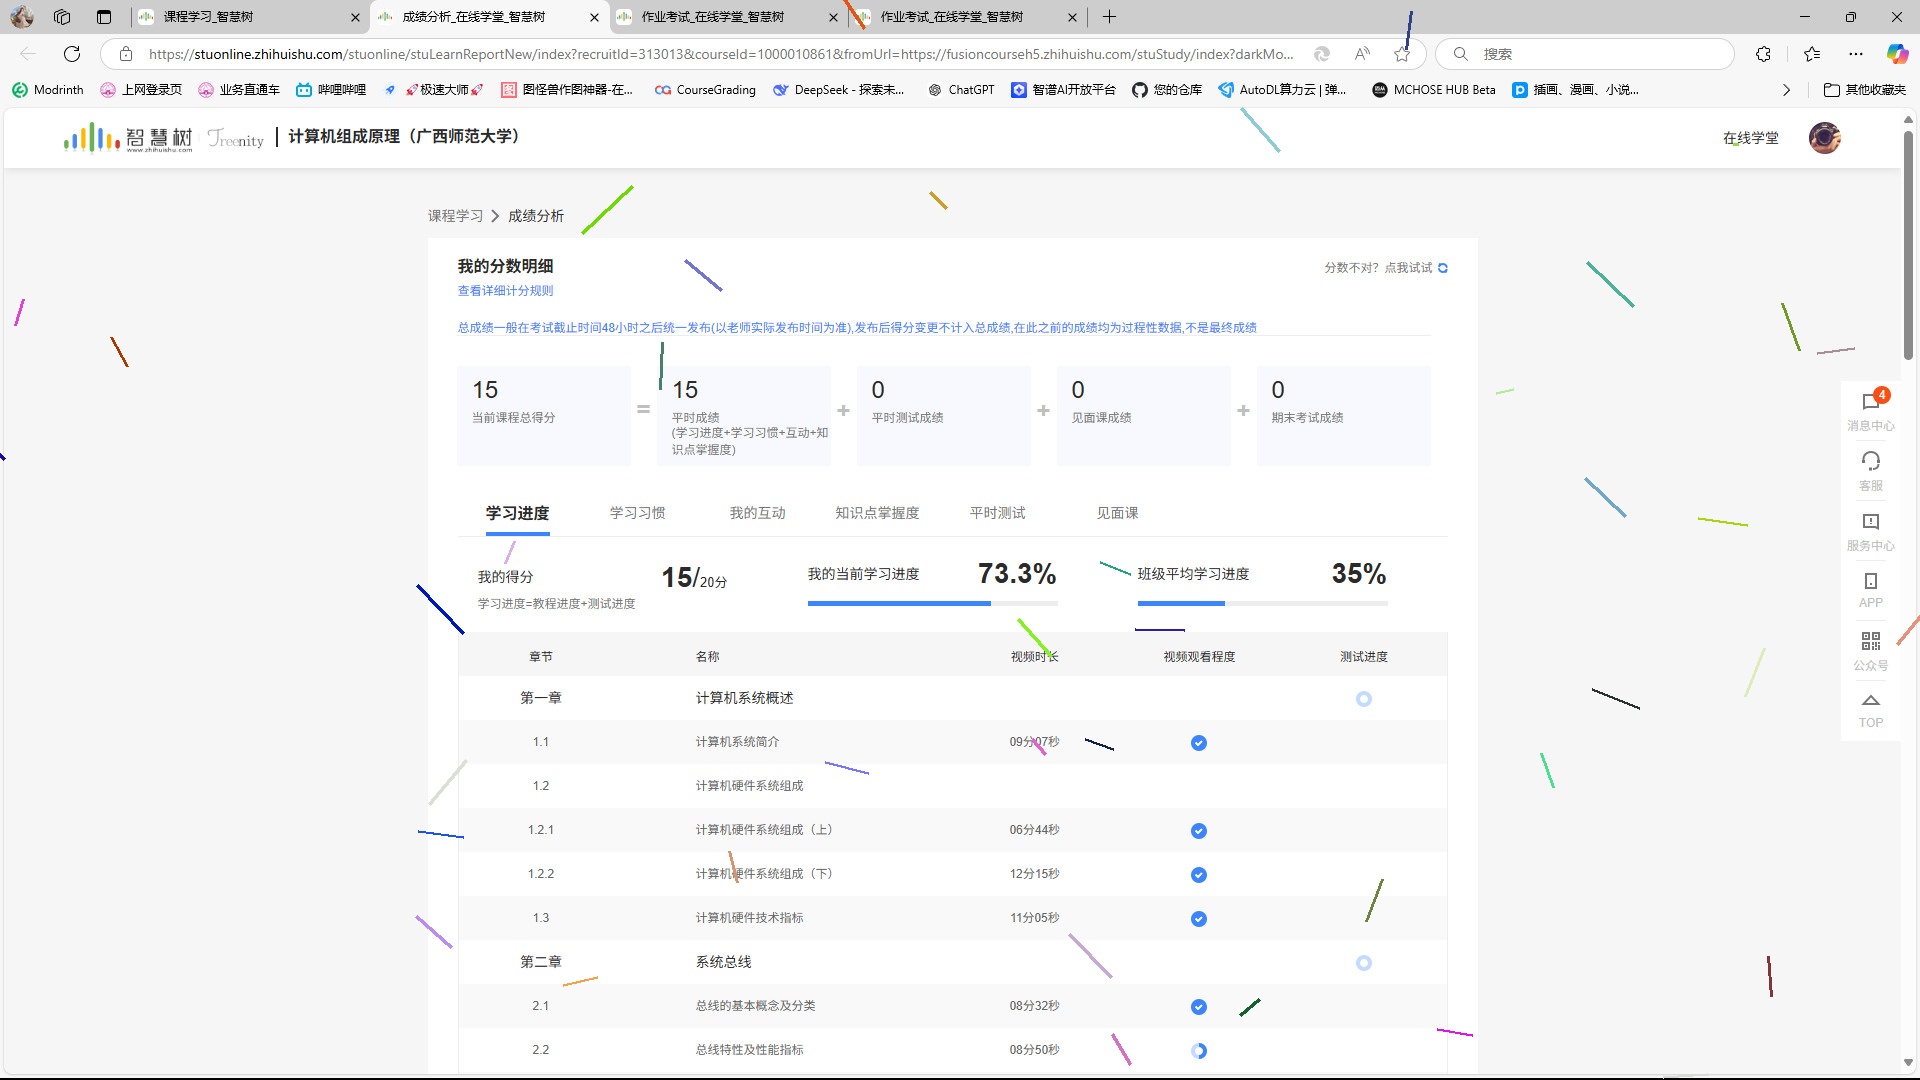 课程学习_智慧树
成绩分析_在线学堂_智慧树
作业考试_在线学堂_智慧树
作业考试_在线学堂_智慧树
https://stuonline.zhihuishu.com/stuonline/stuLearnReportNew/index?recruitId=313013&courseId=1000010861&fromUrl=https://fusioncourseh5.zhihuishu.com/stuStudy/index?darkMo...
搜索
Modrinth
上网登录页
业务直通车
哔哩哔哩
🚀极速大师🚀
图怪兽作图神器-在...
CourseGrading
DeepSeek - 探索未...
ChatGPT
智谱AI开放平台
您的仓库
AutoDL算力云 | 弹...
MCHOSE HUB Beta
插画、漫画、小说...
其他收藏夹
智慧树
www.zhihuishu.com
Treenity
计算机组成原理（广西师范大学）
在线学堂
课程学习 > 成绩分析
我的分数明细
分数不对？点我试试
查看详细计分规则
总成绩一般在考试截止时间48小时之后统一发布(以老师实际发布时间为准),发布后得分变更不计入总成绩,在此之前的成绩均为过程性数据,不是最终成绩
15
当前课程总得分
=
15
平时成绩
(学习进度+学习习惯+互动+知
识点掌握度)
+
0
平时测试成绩
+
0
见面课成绩
+
0
期末考试成绩
学习进度
学习习惯
我的互动
知识点掌握度
平时测试
见面课
我的得分
15/20分
学习进度=教程进度+测试进度
我的当前学习进度
73.3%
班级平均学习进度
35%
章节 名称 视频时长 视频观看程度 测试进度
第一章 计算机系统概述
1.1 计算机系统简介 09分07秒
1.2 计算机硬件系统组成
1.2.1 计算机硬件系统组成（上） 06分44秒
1.2.2 计算机硬件系统组成（下） 12分15秒
1.3 计算机硬件技术指标 11分05秒
第二章 系统总线
2.1 总线的基本概念及分类 08分32秒
2.2 总线特性及性能指标 08分50秒
4
消息中心
客服
服务中心
APP
公众号
TOP